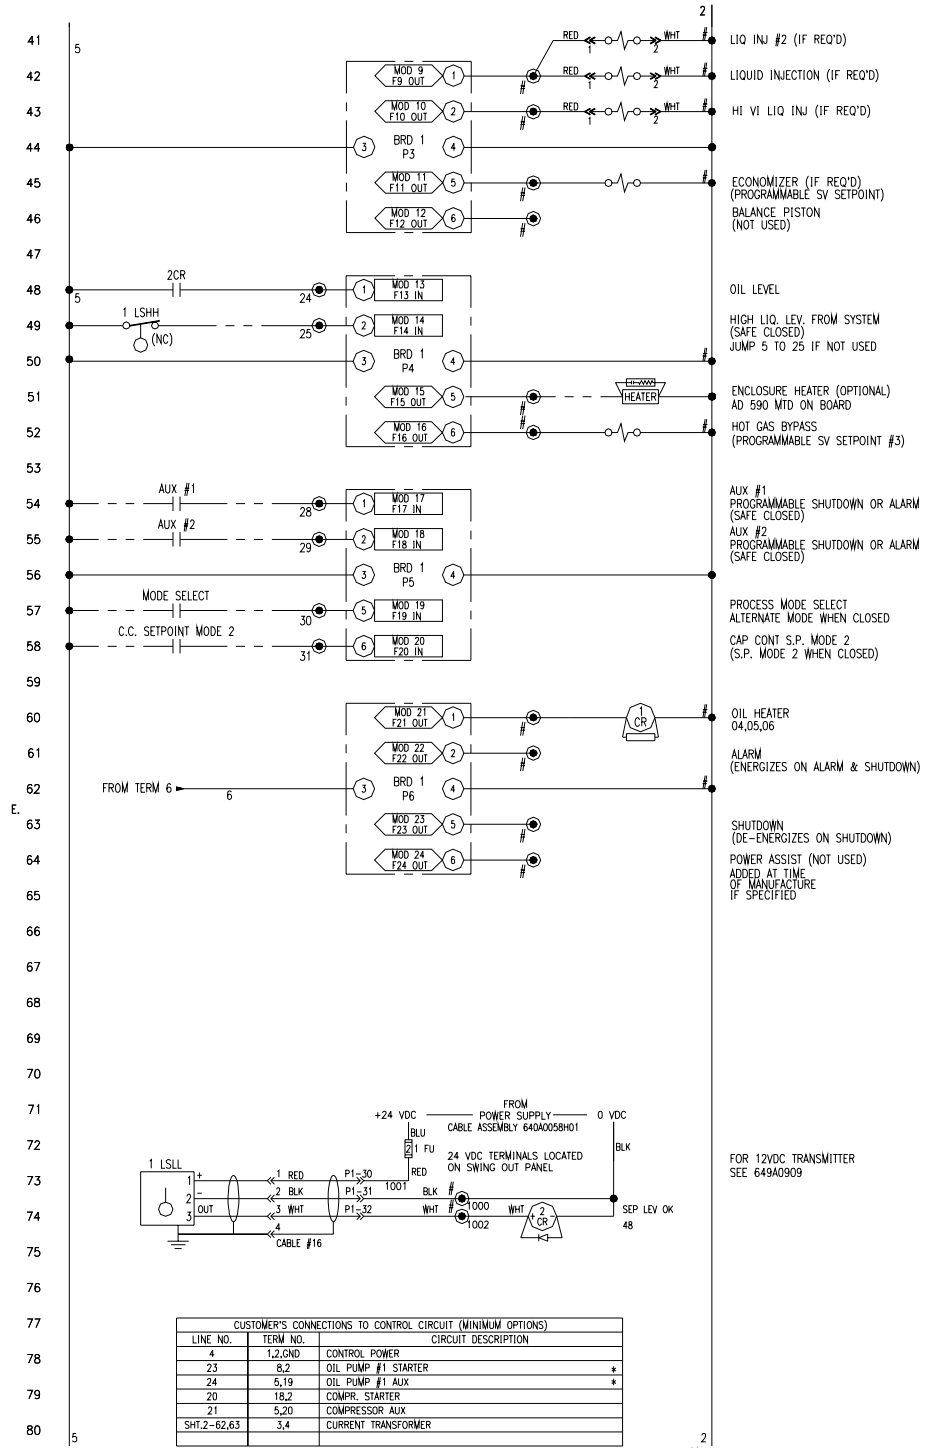 2
41
5
RED
1
2
WHT
#
LIQ INJ #2 (IF REQ'D)
42
MOD 9
F9 OUT
1
#
RED
1
2
WHT
#
LIQUID INJECTION (IF REQ'D)
43
MOD 10
F10 OUT
2
#
RED
1
2
WHT
#
HI VI LIQ INJ (IF REQ'D)
44
3
BRD 1
P3
4
45
MOD 11
F11 OUT
5
#
#
ECONOMIZER (IF REQ'D)
(PROGRAMMABLE SV SETPOINT)
46
MOD 12
F12 OUT
6
#
BALANCE PISTON
(NOT USED)
47
48
5
2CR
24
1
MOD 13
F13 IN
OIL LEVEL
49
1 LSHH
(NC)
25
2
MOD 14
F14 IN
HIGH LIQ. LEV. FROM SYSTEM
(SAFE CLOSED)
JUMP 5 TO 25 IF NOT USED
50
3
BRD 1
P4
4
#
51
MOD 15
F15 OUT
5
#
HEATER
ENCLOSURE HEATER (OPTIONAL)
AD 590 MTD ON BOARD
52
MOD 16
F16 OUT
6
#
#
HOT GAS BYPASS
(PROGRAMMABLE SV SETPOINT #3)
53
54
AUX #1
28
1
MOD 17
F17 IN
AUX #1
PROGRAMMABLE SHUTDOWN OR ALARM
(SAFE CLOSED)
55
AUX #2
29
2
MOD 18
F18 IN
AUX #2
PROGRAMMABLE SHUTDOWN OR ALARM
(SAFE CLOSED)
56
3
BRD 1
P5
4
57
MODE SELECT
30
5
MOD 19
F19 IN
PROCESS MODE SELECT
ALTERNATE MODE WHEN CLOSED
58
C.C. SETPOINT MODE 2
31
6
MOD 20
F20 IN
CAP CONT S.P. MODE 2
(S.P. MODE 2 WHEN CLOSED)
59
60
MOD 21
F21 OUT
1
#
1
CR
#
OIL HEATER
04,05,06
61
MOD 22
F22 OUT
2
#
ALARM
(ENERGIZES ON ALARM & SHUTDOWN)
62
FROM TERM 6
6
3
BRD 1
P6
4
#
E.
63
MOD 23
F23 OUT
5
#
SHUTDOWN
(DE-ENERGIZES ON SHUTDOWN)
64
MOD 24
F24 OUT
6
#
POWER ASSIST (NOT USED)
ADDED AT TIME
OF MANUFACTURE
IF SPECIFIED
65
66
67
68
69
70
71
+24 VDC
FROM
POWER SUPPLY
CABLE ASSEMBLY 640A0058H01
0 VDC
72
BLU
2
1 FU
24 VDC TERMINALS LOCATED
ON SWING OUT PANEL
BLK
FOR 12VDC TRANSMITTER
SEE 649A0909
73
1 LSLL
1
+
1 RED
P1-30
1001
RED
2
-
2 BLK
P1-31
BLK
#
1000
74
3
OUT
3 WHT
P1-32
WHT
#
1002
WHT
+
2
CR
-
SEP LEV OK
48
4
CABLE #16
75
76
77
CUSTOMER'S CONNECTIONS TO CONTROL CIRCUIT (MINIMUM OPTIONS)
LINE NO. TERM NO. CIRCUIT DESCRIPTION
78
4 1,2,GND CONTROL POWER
23 8,2 OIL PUMP #1 STARTER *
24 5,19 OIL PUMP #1 AUX *
79
20 18,2 COMPR. STARTER
21 5,20 COMPRESSOR AUX
SHT.2-62,63 3,4 CURRENT TRANSFORMER
80
5
2